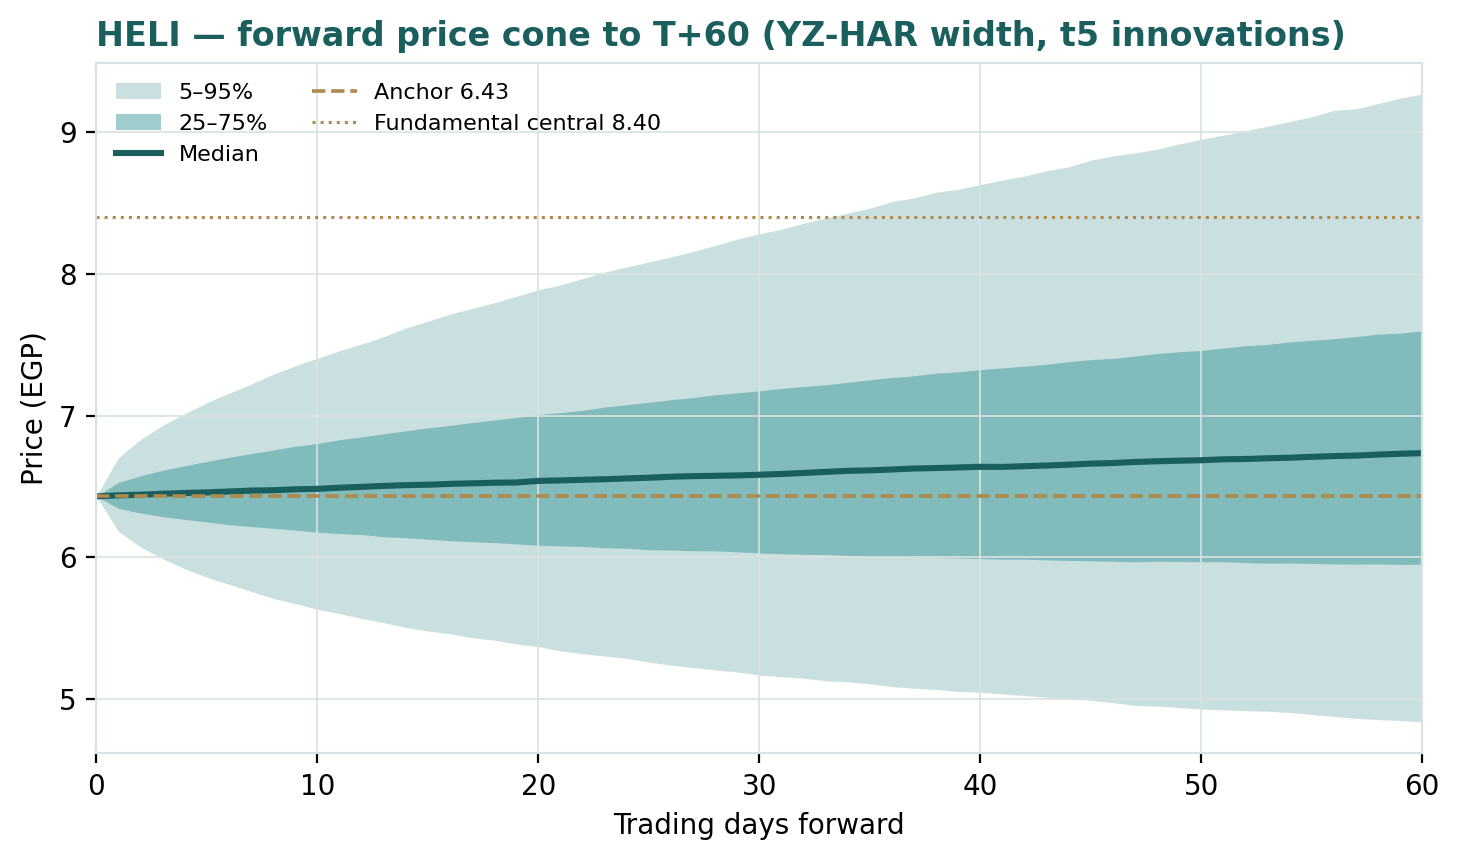 HELI — forward price cone to T+60 (YZ-HAR width, t5 innovations)
5–95%
25–75%
Median
Anchor 6.43
Fundamental central 8.40
Price (EGP)
9
8
7
6
5
0 10 20 30 40 50 60
Trading days forward